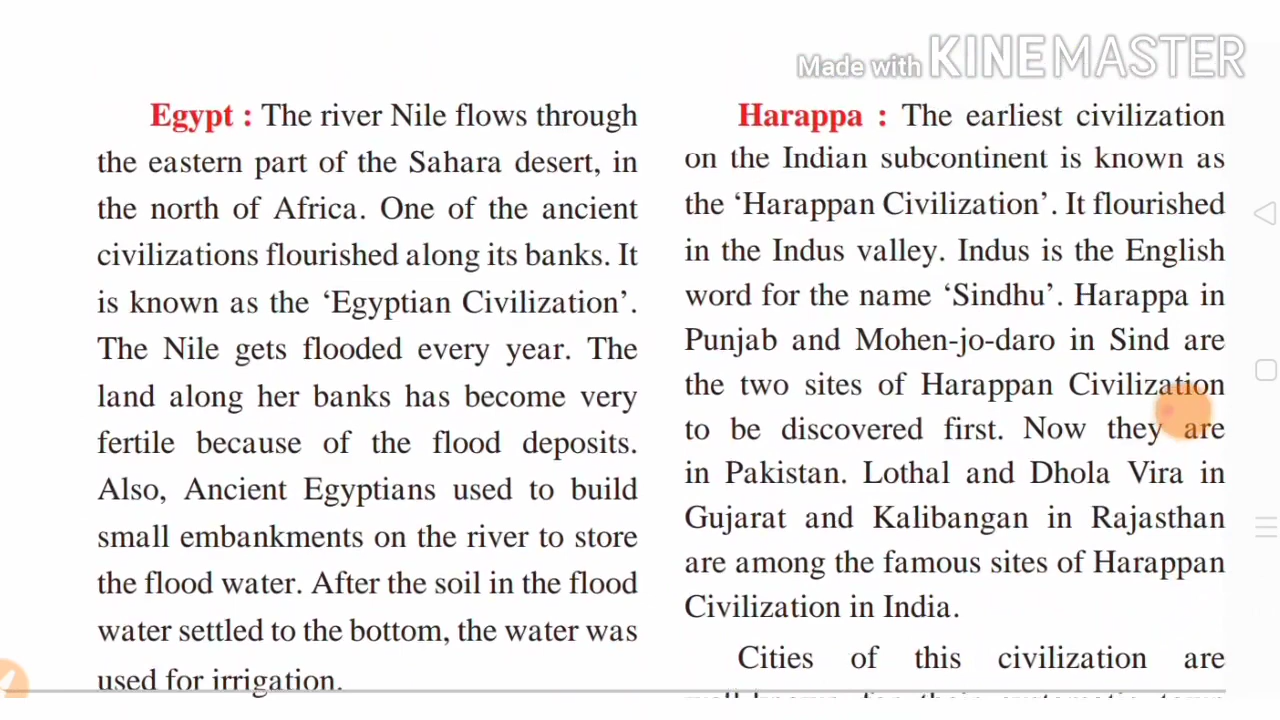 Made with KINEMASTER
Egypt : The river Nile flows through
the eastern part of the Sahara desert, in
the north of Africa. One of the ancient
civilizations flourished along its banks. It
is known as the ‘Egyptian Civilization’.
The Nile gets flooded every year. The
land along her banks has become very
fertile because of the flood deposits.
Also, Ancient Egyptians used to build
small embankments on the river to store
the flood water. After the soil in the flood
water settled to the bottom, the water was
used for irrigation.
Harappa : The earliest civilization
on the Indian subcontinent is known as
the ‘Harappan Civilization’. It flourished
in the Indus valley. Indus is the English
word for the name ‘Sindhu’. Harappa in
Punjab and Mohen-jo-daro in Sind are
the two sites of Harappan Civilization
to be discovered first. Now they are
in Pakistan. Lothal and Dhola Vira in
Gujarat and Kalibangan in Rajasthan
are among the famous sites of Harappan
Civilization in India.
Cities of this civilization are